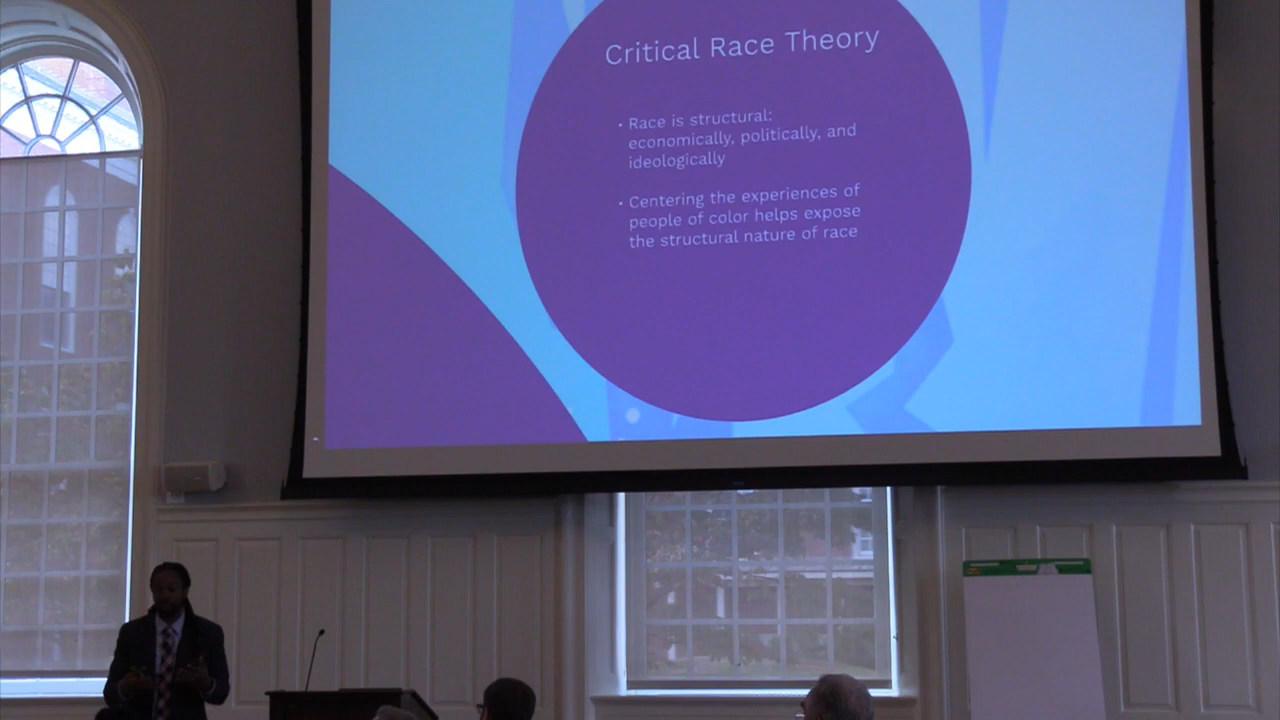 Critical Race Theory
• Race is structural:
economically, politically, and
ideologically
• Centering the experiences of
people of color helps expose
the structural nature of race